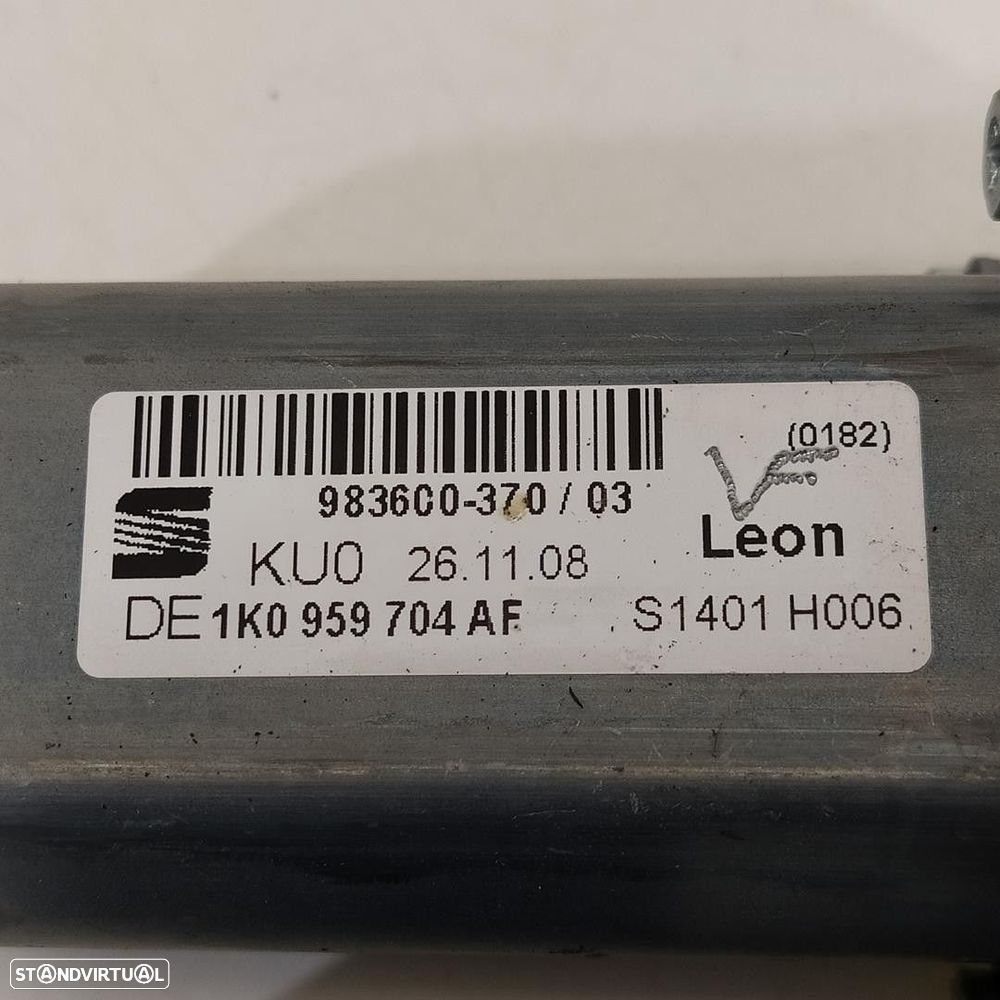 (0182)
983600-370 / 03
Leon
KU0 26.11.08
DE 1K0 959 704 AF S1401 H006
STANDVIRTUAL